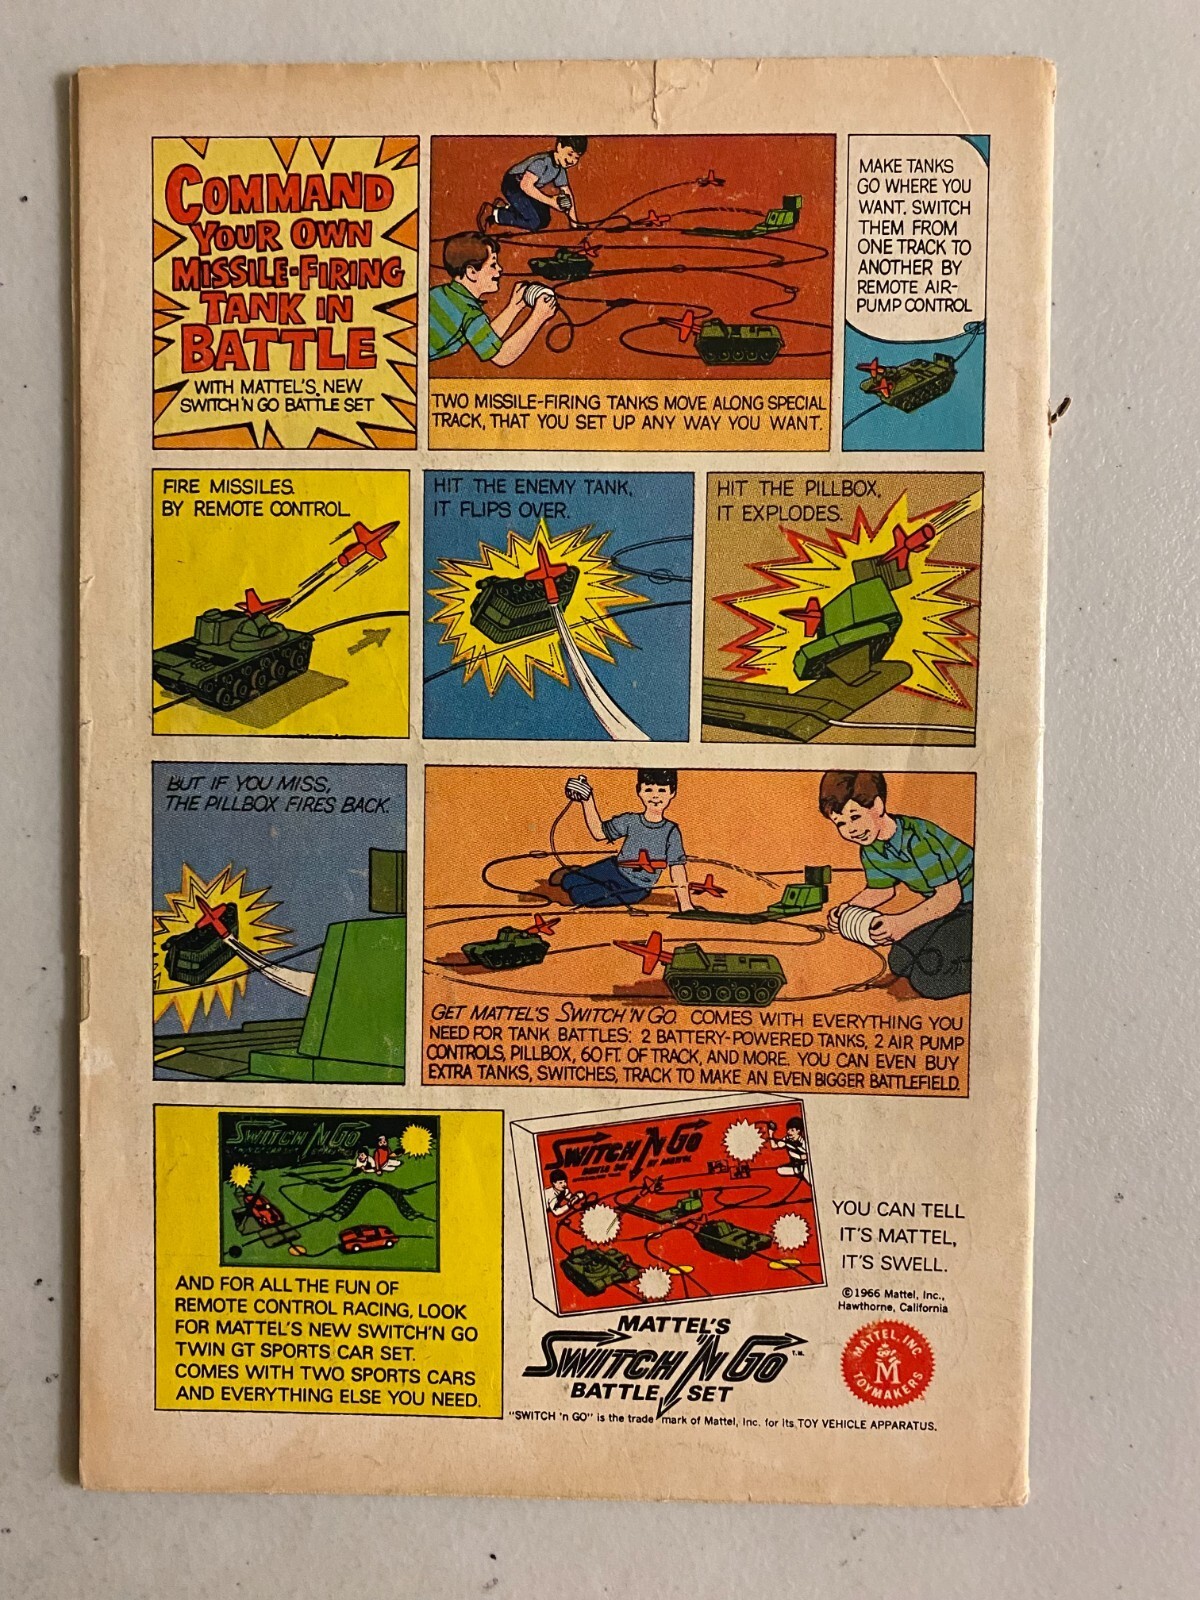 COMMAND
YOUR OWN
MISSILE-FIRING
TANK IN
BATTLE
WITH MATTEL'S NEW
SWITCH 'N GO BATTLE SET
TWO MISSILE-FIRING TANKS MOVE ALONG SPECIAL
TRACK, THAT YOU SET UP ANY WAY YOU WANT.
MAKE TANKS
GO WHERE YOU
WANT. SWITCH
THEM FROM
ONE TRACK TO
ANOTHER BY
REMOTE AIR-
PUMP CONTROL
FIRE MISSILES
BY REMOTE CONTROL
HIT THE ENEMY TANK,
IT FLIPS OVER.
HIT THE PILLBOX,
IT EXPLODES.
BUT IF YOU MISS,
THE PILLBOX FIRES BACK.
GET MATTEL'S SWITCH 'N GO. COMES WITH EVERYTHING YOU
NEED FOR TANK BATTLES: 2 BATTERY-POWERED TANKS, 2 AIR PUMP
CONTROLS, PILLBOX, 60 FT. OF TRACK, AND MORE. YOU CAN EVEN BUY
EXTRA TANKS, SWITCHES, TRACK TO MAKE AN EVEN BIGGER BATTLEFIELD.
SWITCH 'N GO
AND FOR ALL THE FUN OF
REMOTE CONTROL RACING, LOOK
FOR MATTEL'S NEW SWITCH 'N GO
TWIN GT SPORTS CAR SET.
COMES WITH TWO SPORTS CARS
AND EVERYTHING ELSE YOU NEED.
SWITCH 'N GO
MATTEL'S
SWITCH 'N GO T.M.
BATTLE SET
YOU CAN TELL
IT'S MATTEL,
IT'S SWELL.
©1966 Mattel, Inc.,
Hawthorne, California
MATTEL, INC.
M
TOYMAKERS
"SWITCH 'n GO" is the trade mark of Mattel, Inc. for its TOY VEHICLE APPARATUS.